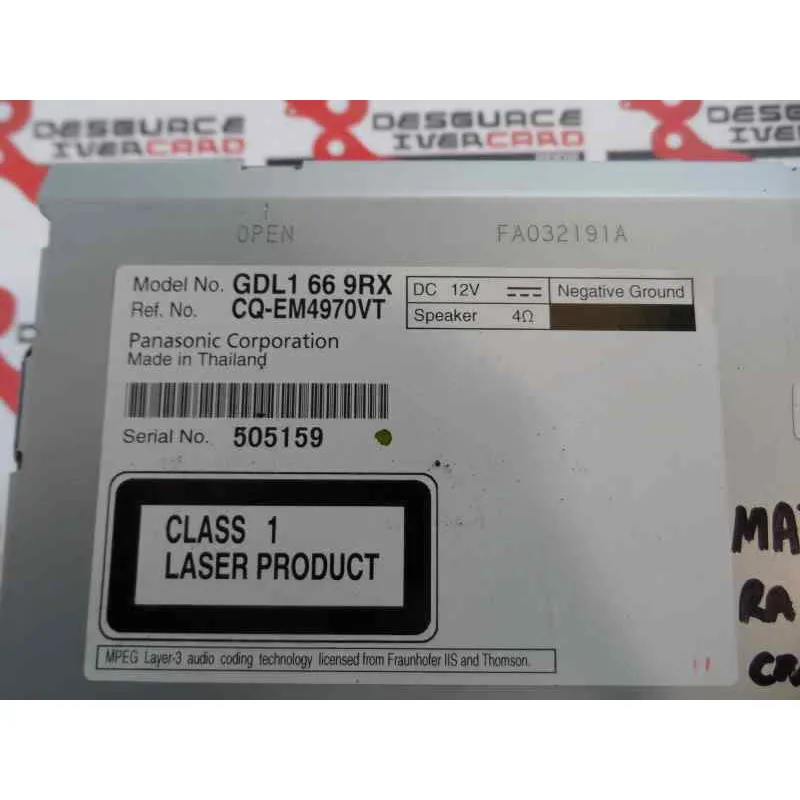 DESGUACE DESGUACE DESGUACE
IVERCARD IVERCARD IVERCARD
OPEN FA032191A
Model No. GDL1 66 9RX
Ref. No. CQ-EM4970VT
DC 12V Negative Ground
Speaker 4Ω
Panasonic Corporation
Made in Thailand
Serial No. 505159
CLASS 1
LASER PRODUCT
MPEG Layer-3 audio coding technology licensed from Fraunhofer IIS and Thomson.